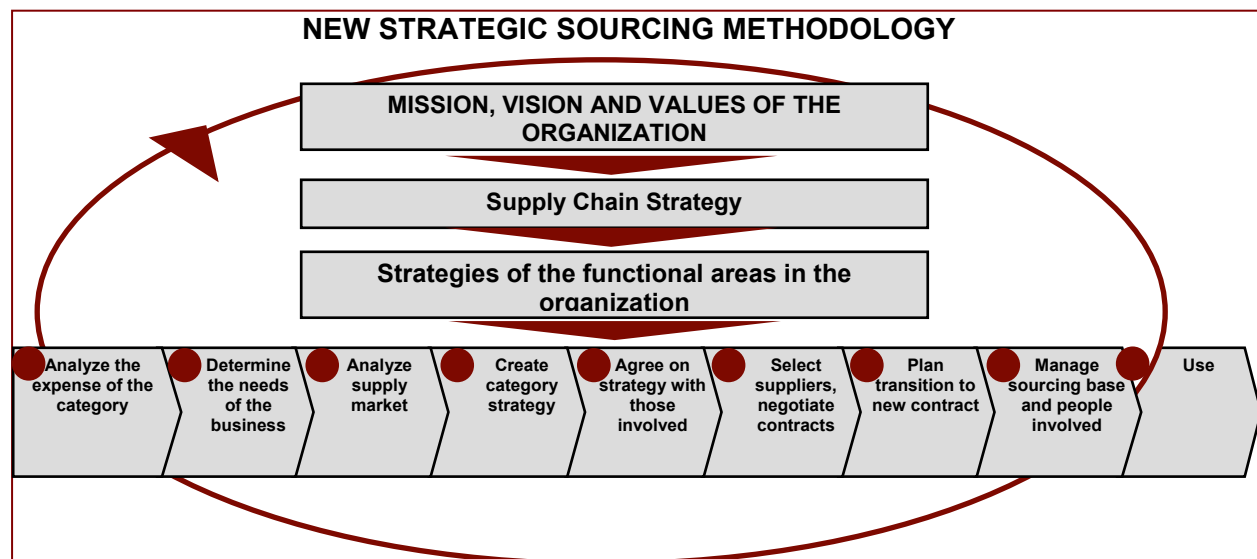 NEW STRATEGIC SOURCING METHODOLOGY
MISSION, VISION AND VALUES OF THE
ORGANIZATION
Supply Chain Strategy
Strategies of the functional areas in the
organization
Analyze the
expense of the
category
Determine
the needs
of the
business
Analyze
supply
market
Create
category
strategy
Agree on
strategy with
those
involved
Select
suppliers,
negotiate
contracts
Plan
transition to
new contract
Manage
sourcing base
and people
involved
Use